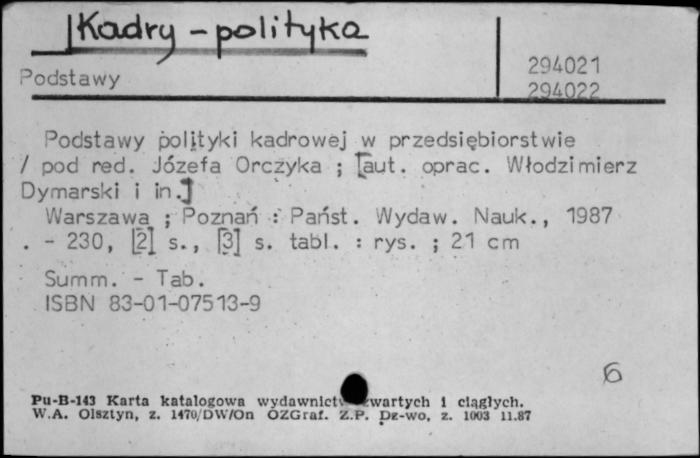 Kadry - polityka
Podstawy
294021
294022
Podstawy polityki kadrowej w przedsiębiorstwie
/ pod red. Józefa Orczyka ; [aut. oprac. Włodzimierz
Dymarski i in.]
Warszawa ; Poznań : Państ. Wydaw. Nauk., 1987
. - 230, [2] s., [3] s. tabl. : rys. ; 21 cm
Summ. - Tab.
ISBN 83-01-07513-9
6
Pu-B-143 Karta katalogowa wydawnict wartych i ciągłych.
W.A. Olsztyn, z. 1470/DW/On OZGraf. Z.P. Dz-wo, z. 1003 11.87